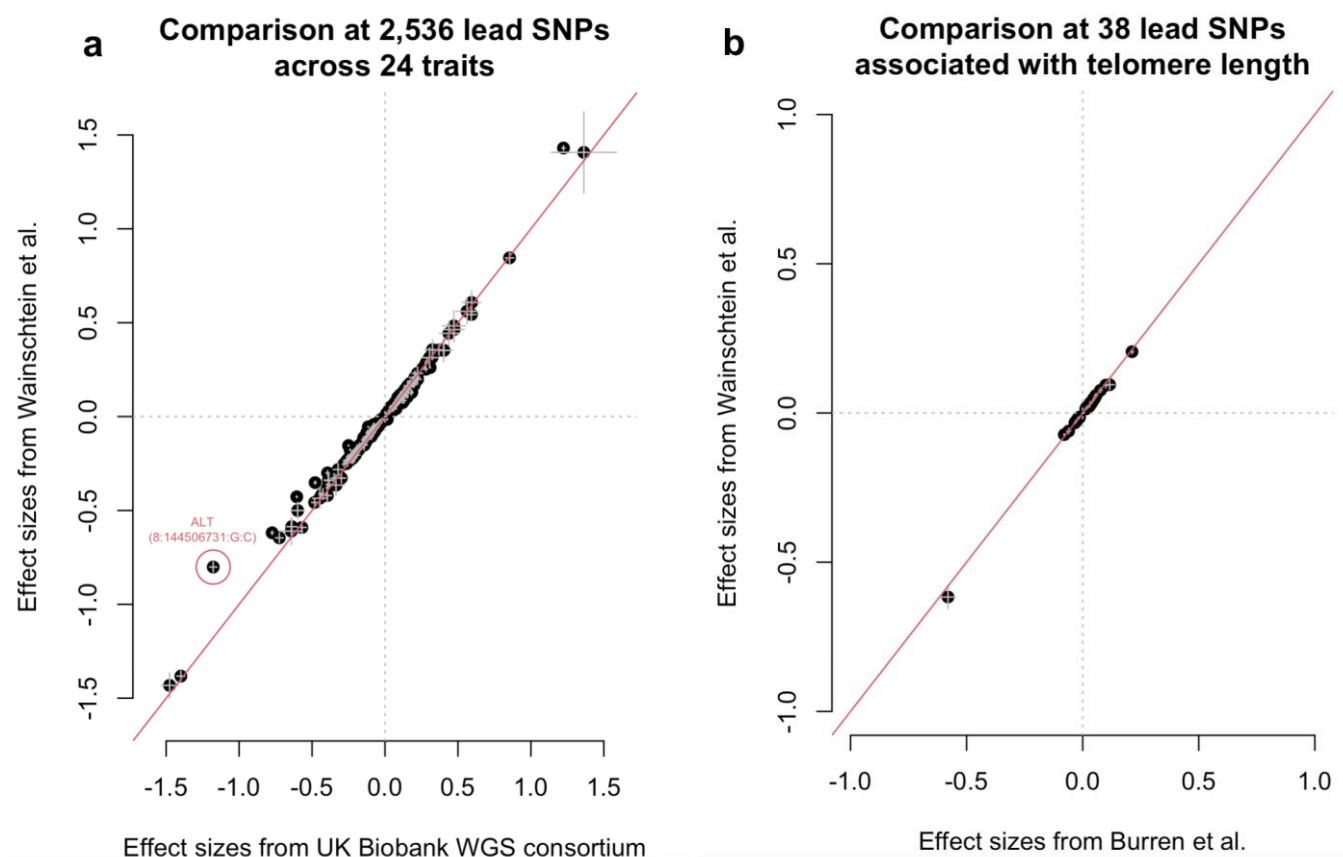 a
Comparison at 2,536 lead SNPs
across 24 traits
Effect sizes from Wainschtein et al.
1.5
1.0
0.5
0.0
-0.5
-1.0
-1.5
ALT
(8:144506731:G:C)
-1.5 -1.0 -0.5 0.0 0.5 1.0 1.5
Effect sizes from UK Biobank WGS consortium
b
Comparison at 38 lead SNPs
associated with telomere length
Effect sizes from Wainschtein et al.
1.0
0.5
0.0
-0.5
-1.0
-1.0 -0.5 0.0 0.5 1.0
Effect sizes from Burren et al.